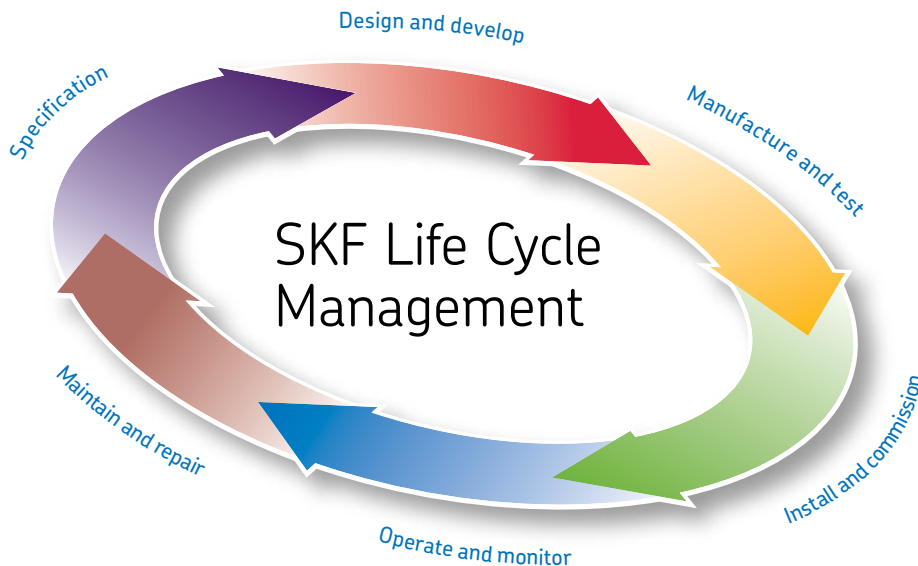 Design and develop
Specification
Manufacture and test
SKF Life Cycle
Management
Maintain and repair
Install and commission
Operate and monitor